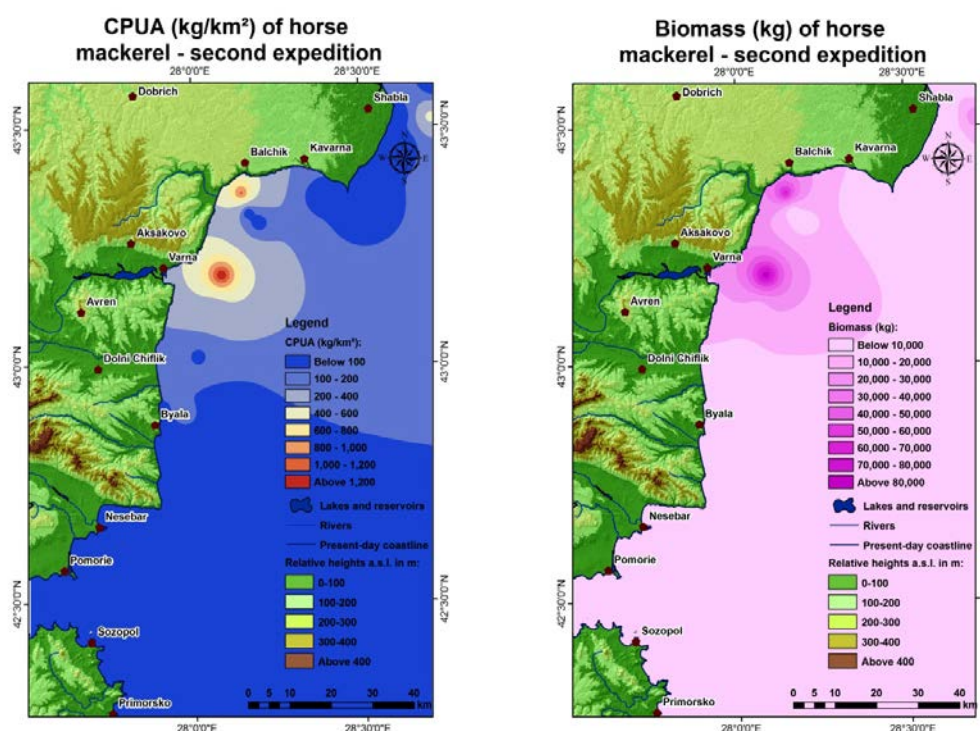 CPUA (kg/km²) of horse
mackerel - second expedition
28°0'0"E
28°30'0"E
Dobrich
Shabla
43°30'0"N
43°30'0"N
N
W
E
S
Balchik
Kavarna
Aksakovo
Varna
Avren
Legend
CPUA (kg/km²):
Below 100
100 - 200
200 - 400
400 - 600
600 - 800
800 - 1,000
1,000 - 1,200
Above 1,200
Lakes and reservoirs
Rivers
Present-day coastline
Relative heights a.s.l. in m:
0-100
100-200
200-300
300-400
Above 400
Dolni Chiflik
43°0'0"N
43°0'0"N
Byala
Nesebar
Pomorie
42°30'0"N
42°30'0"N
Sozopol
Primorsko
0 5 10 20 30 40
km
28°0'0"E
28°30'0"E
Biomass (kg) of horse
mackerel - second expedition
28°0'0"E
28°30'0"E
Dobrich
Shabla
43°30'0"N
43°30'0"N
N
W
E
S
Balchik
Kavarna
Aksakovo
Varna
Avren
Legend
Biomass (kg):
Below 10,000
10,000 - 20,000
20,000 - 30,000
30,000 - 40,000
40,000 - 50,000
50,000 - 60,000
60,000 - 70,000
70,000 - 80,000
Above 80,000
Lakes and reservoirs
Rivers
Present-day coastline
Relative heights a.s.l. in m:
0-100
100-200
200-300
300-400
Above 400
Dolni Chiflik
43°0'0"N
43°0'0"N
Byala
Nesebar
Pomorie
42°30'0"N
42°30'0"N
Sozopol
Primorsko
0 5 10 20 30 40
km
28°0'0"E
28°30'0"E